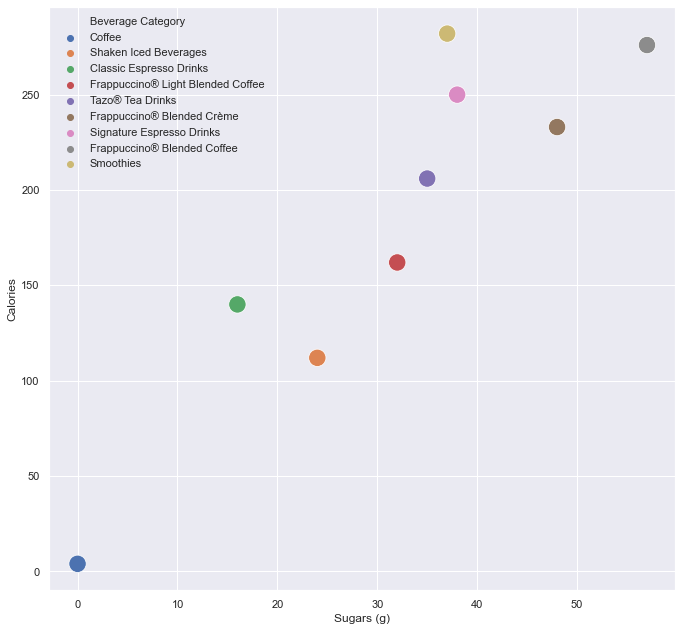 Beverage Category
Coffee
Shaken Iced Beverages
Classic Espresso Drinks
Frappuccino® Light Blended Coffee
Tazo® Tea Drinks
Frappuccino® Blended Crème
Signature Espresso Drinks
Frappuccino® Blended Coffee
Smoothies
250
200
150
100
50
0
Calories
0 10 20 30 40 50
Sugars (g)